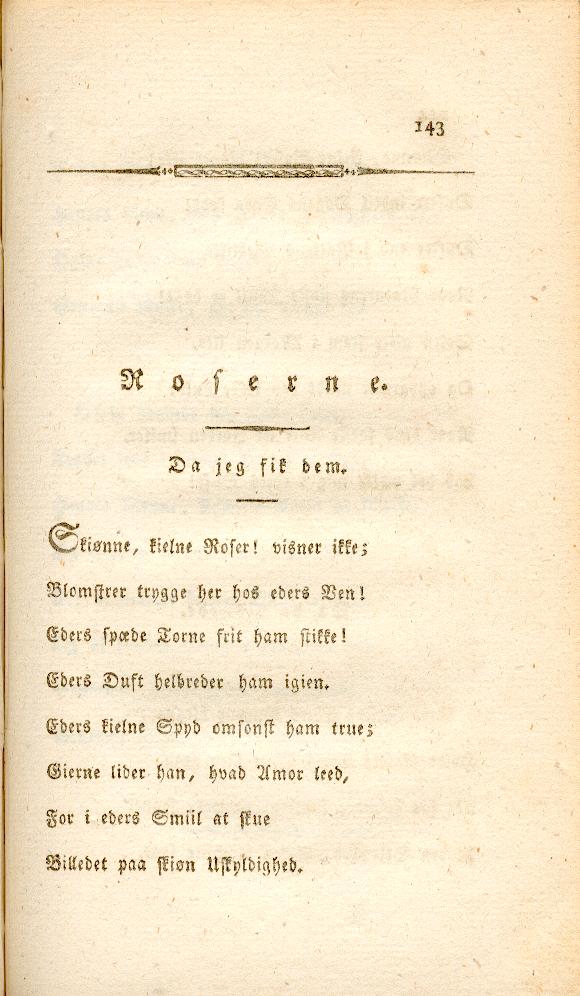 143
Roserne.
Da jeg fik dem.
Skiønne, kielne Roser! visner ikke;
Blomstrer trygge her hos eders Ven!
Eders spæde Torne frit ham stikke!
Eders Duft helbreder ham igien.
Eders kielne Spyd omsonst ham true;
Gierne lider han, hvad Amor leed,
For i eders Smiil at skue
Billedet paa skiøn Uskyldighed.